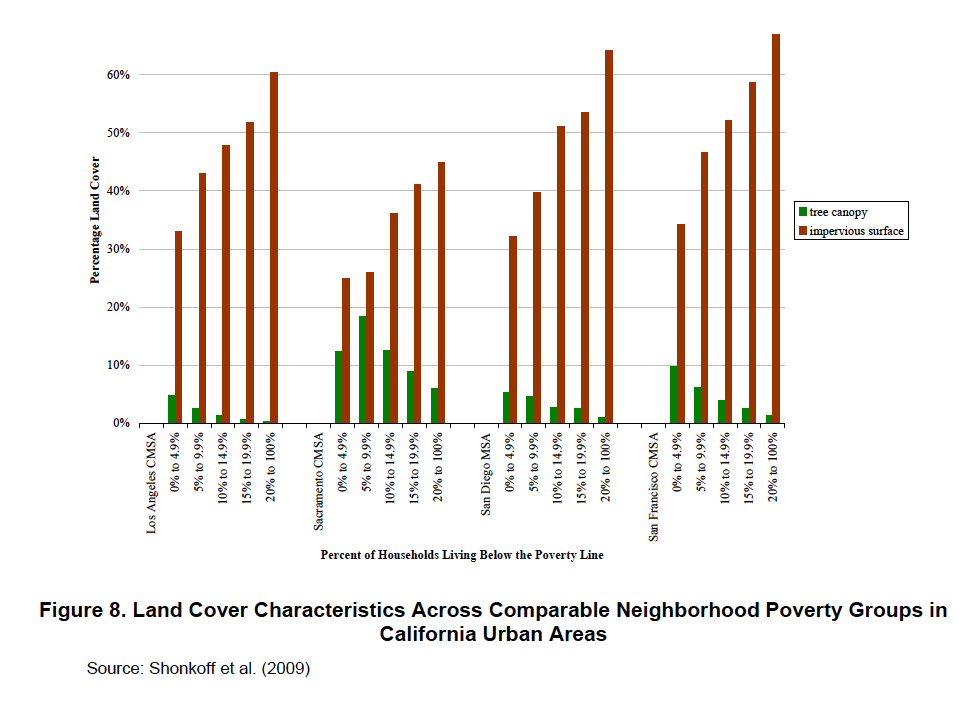 60%
50%
40%
30%
20%
10%
0%
Percentage Land Cover
tree canopy
impervious surface
Los Angeles CMSA
0% to 4.9%
5% to 9.9%
10% to 14.9%
15% to 19.9%
20% to 100%
Sacramento CMSA
0% to 4.9%
5% to 9.9%
10% to 14.9%
15% to 19.9%
20% to 100%
San Diego MSA
0% to 4.9%
5% to 9.9%
10% to 14.9%
15% to 19.9%
20% to 100%
San Francisco CMSA
0% to 4.9%
5% to 9.9%
10% to 14.9%
15% to 19.9%
20% to 100%
Percent of Households Living Below the Poverty Line
Figure 8. Land Cover Characteristics Across Comparable Neighborhood Poverty Groups in
California Urban Areas
Source: Shonkoff et al. (2009)